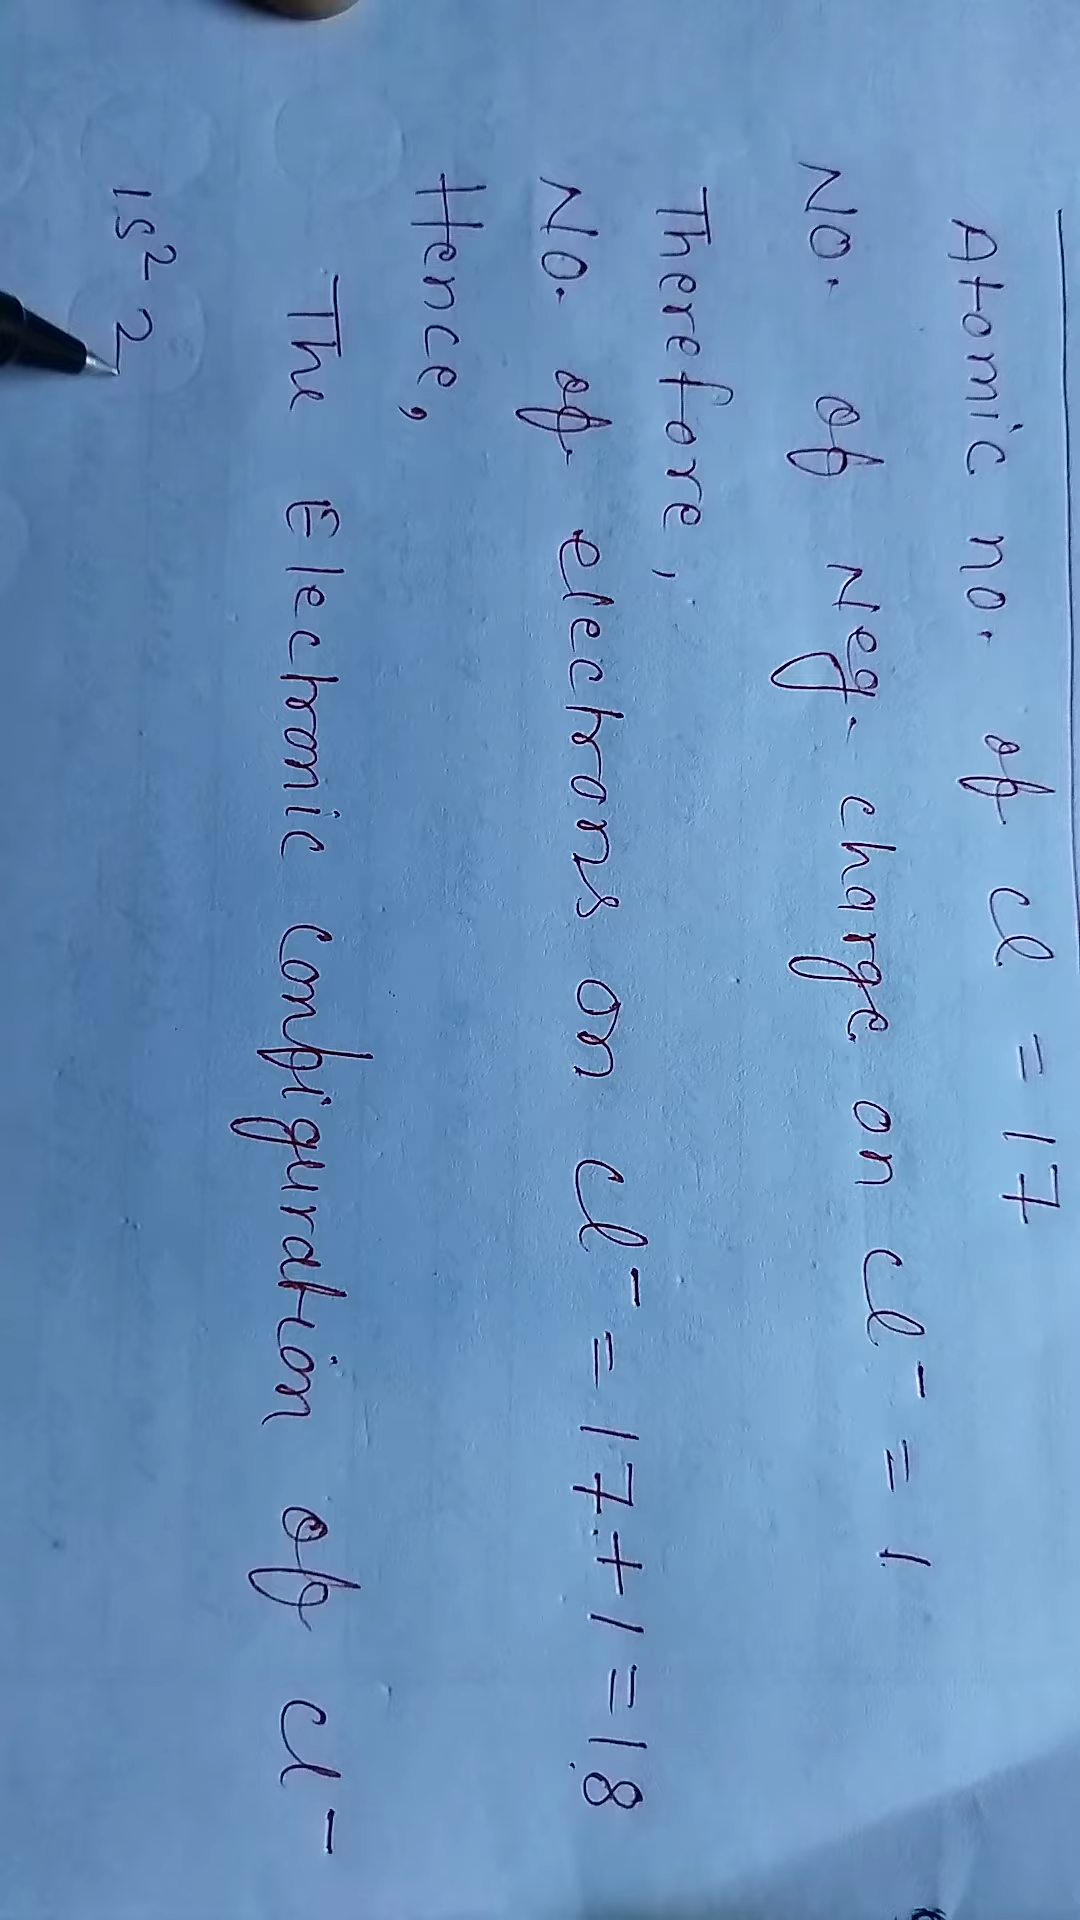 Atomic no. of cl = 17
No. of Neg. charge on cl⁻ = 1
Therefore,
No. of electrons on cl⁻ = 17+1=18
Hence,
The Electronic configuration of cl⁻
1s² 2